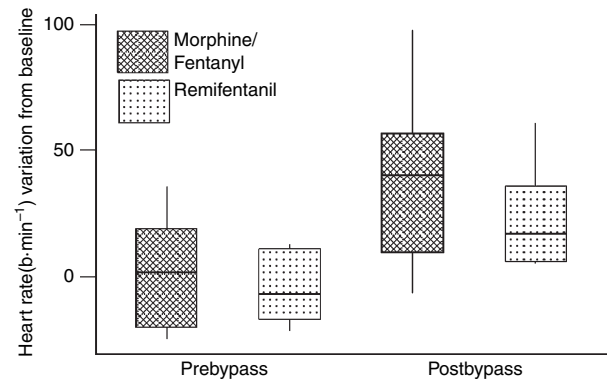 Heart rate(b·min⁻¹) variation from baseline
100
50
0
Morphine/
Fentanyl
Remifentanil
Prebypass
Postbypass